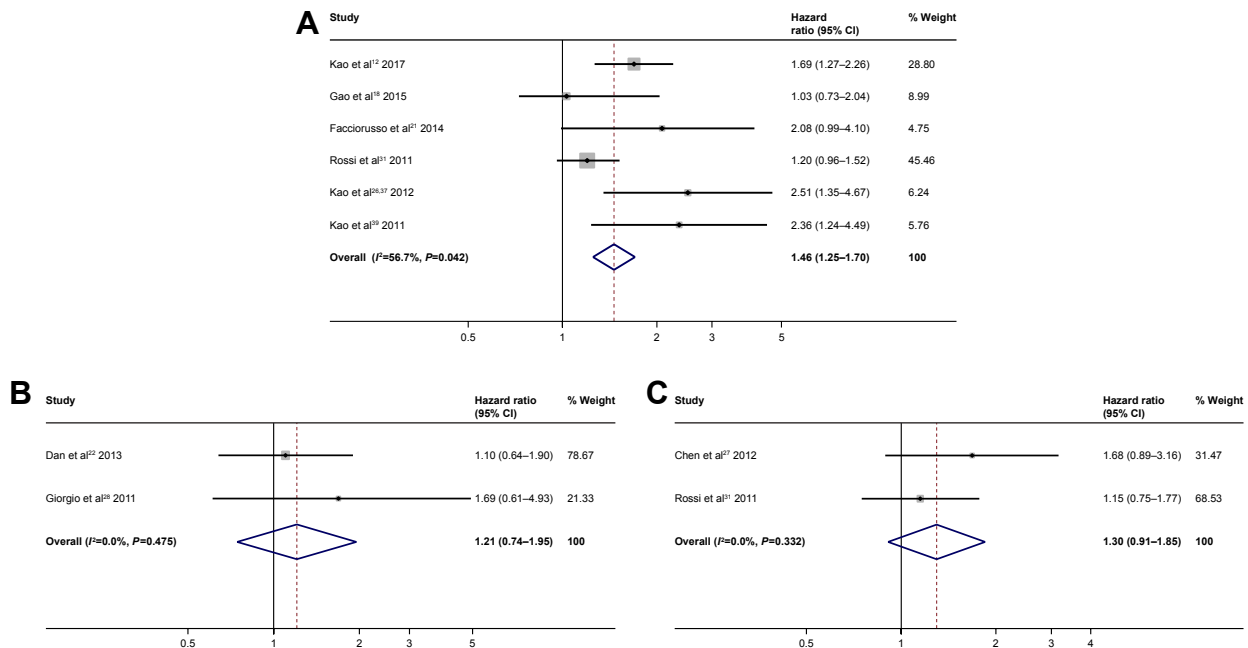 A
Study Hazard ratio (95% CI) % Weight
Kao et al¹² 2017 1.69 (1.27–2.26) 28.80
Gao et al¹⁸ 2015 1.03 (0.73–2.04) 8.99
Facciorusso et al²¹ 2014 2.08 (0.99–4.10) 4.75
Rossi et al³¹ 2011 1.20 (0.96–1.52) 45.46
Kao et al²⁶,³⁷ 2012 2.51 (1.35–4.67) 6.24
Kao et al³⁹ 2011 2.36 (1.24–4.49) 5.76
Overall (I²=56.7%, P=0.042) 1.46 (1.25–1.70) 100
0.5 1 2 3 5
B
Study Hazard ratio (95% CI) % Weight
Dan et al²² 2013 1.10 (0.64–1.90) 78.67
Giorgio et al²⁸ 2011 1.69 (0.61–4.93) 21.33
Overall (I²=0.0%, P=0.475) 1.21 (0.74–1.95) 100
0.5 1 2 3 5
C
Study Hazard ratio (95% CI) % Weight
Chen et al²⁷ 2012 1.68 (0.89–3.16) 31.47
Rossi et al³¹ 2011 1.15 (0.75–1.77) 68.53
Overall (I²=0.0%, P=0.332) 1.30 (0.91–1.85) 100
0.5 1 2 3 4